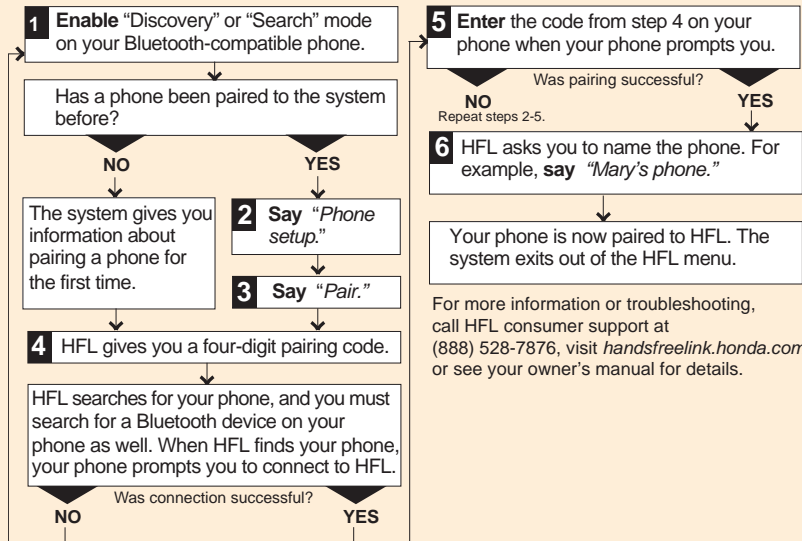 1 Enable “Discovery” or “Search” mode
on your Bluetooth-compatible phone.
Has a phone been paired to the system
before?
NO
YES
The system gives you
information about
pairing a phone for
the first time.
2 Say “Phone
setup.”
3 Say “Pair.”
4 HFL gives you a four-digit pairing code.
HFL searches for your phone, and you must
search for a Bluetooth device on your
phone as well. When HFL finds your phone,
your phone prompts you to connect to HFL.
Was connection successful?
NO
YES
5 Enter the code from step 4 on your
phone when your phone prompts you.
Was pairing successful?
NO
Repeat steps 2-5.
YES
6 HFL asks you to name the phone. For
example, say “Mary’s phone.”
Your phone is now paired to HFL. The
system exits out of the HFL menu.
For more information or troubleshooting,
call HFL consumer support at
(888) 528-7876, visit handsfreelink.honda.com
or see your owner’s manual for details.